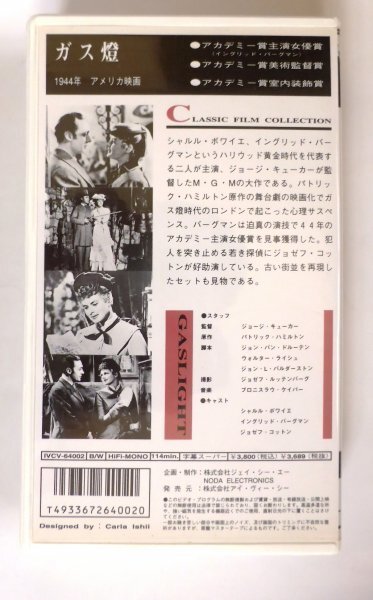 ガス燈
1944年 アメリカ映画
●アカデミー賞主演女優賞
(イングリッド・バーグマン)
●アカデミー賞美術監督賞
●アカデミー賞室内装飾賞
CLASSIC FILM COLLECTION
シャルル・ボワイエ、イングリッド・バー
グマンというハリウッド黄金時代を代表す
る二人が主演、ジョージ・キューカーが監
督したM・G・Mの大作である。パトリッ
ク・ハミルトン原作の舞台劇の映画化でガ
ス燈時代のロンドンで起こった心理サスペ
ンス。バーグマンは迫真の演技で44年の
アカデミー主演女優賞を見事獲得した。犯
人を突き止める若き探偵にジョゼフ・コッ
トンが好助演している。古い街並を再現し
たセットも見物である。
GASLIGHT
●スタッフ
監督 ジョージ・キューカー
原作 パトリック・ハミルトン
脚本 ジョン・バン・ドルーテン
ウォルター・ライシュ
ジョン・L・バルダーストン
撮影 ジョゼフ・ルッテンバーグ
音楽 ブロニスラウ・ケイパー
●キャスト
シャルル・ボワイエ
イングリッド・バーグマン
ジョゼフ・コットン
IVCV-64002 B/W HiFi-MONO 114min. 字幕スーパー ¥3,800(税込) ¥3,689(税抜)
T4933672640020
Designed by : Carla Ishii
企画・制作：株式会社ジェイ・シー・エー
NODA ELECTRONICS
発売元：株式会社アイ・ヴィー・シー